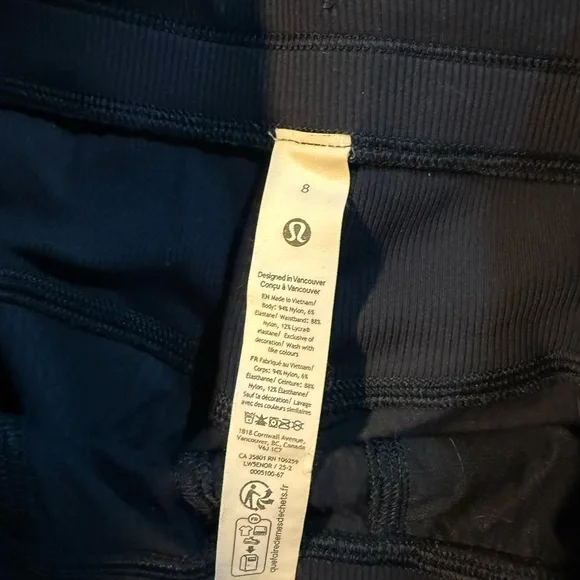 8
Designed in Vancouver
Conçu à Vancouver
EN Made in Vietnam/
Body: 94% Nylon, 6%
Elastane/ Waistband: 88%
Nylon, 12% Lycra®
elastane/ Exclusive of
decoration/ Wash with
like colours
FR Fabriqué au Vietnam/
Corps: 94% Nylon, 6%
Élasthanne/ Ceinture: 88%
Nylon, 12% Élasthanne/
Sauf la décoration/ Lavage
avec des couleurs similaires
1818 Cornwall Avenue,
Vancouver, BC, Canada
V6J 1C7
CA 35801 RN 106259
LW5ENOR / 25-2
0005100-67
FR
quefairedemesdechets.fr